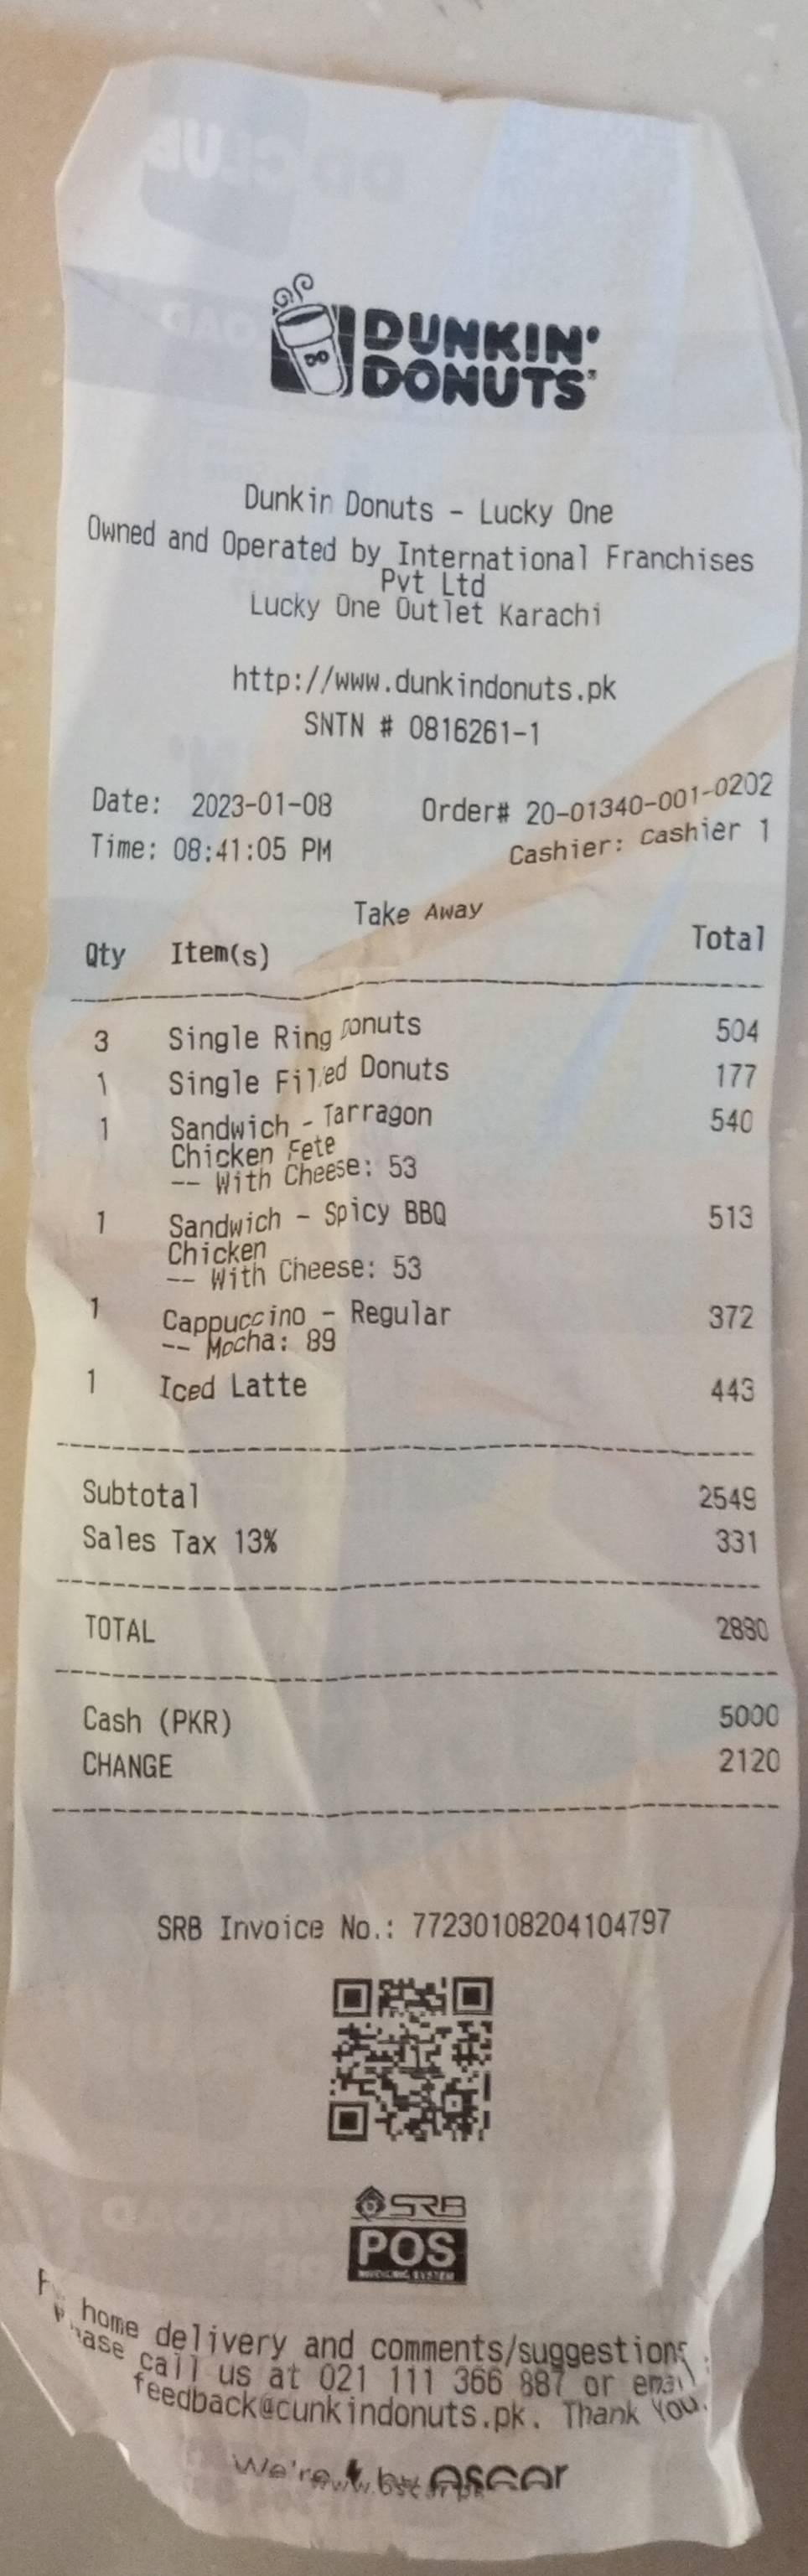 DUNKIN'
DONUTS
Dunkin Donuts - Lucky One
Owned and Operated by International Franchises
Pvt Ltd
Lucky One Outlet Karachi
http://www.dunkindonuts.pk
SNTN # 0816261-1
Date: 2023-01-08 Order# 20-01340-001-0202
Time: 08:41:05 PM Cashier: Cashier 1
Take Away
Qty Item(s) Total
3 Single Ring Donuts 504
1 Single Filled Donuts 177
1 Sandwich - Tarragon 540
Chicken Fete
-- With Cheese: 53
1 Sandwich - Spicy BBQ 513
Chicken
-- With Cheese: 53
1 Cappuccino - Regular 372
-- Mocha: 89
1 Iced Latte 443
Subtotal 2549
Sales Tax 13% 331
TOTAL 2880
Cash (PKR) 5000
CHANGE 2120
SRB Invoice No.: 77230108204104797
SRB
POS
INVOICING SYSTEM
home delivery and comments/suggestions
call us at 021 111 366 887 or email
feedback@cunkindonuts.pk. Thank You.
We're by oscar
www.oscar.pk